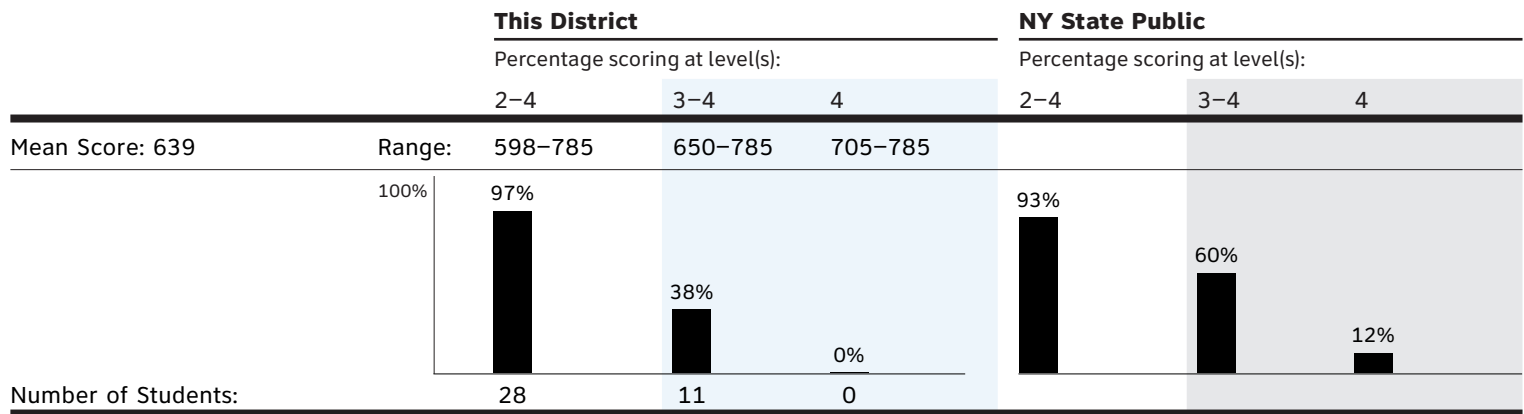 This District NY State Public
Percentage scoring at level(s): Percentage scoring at level(s):
2–4 3–4 4 2–4 3–4 4
Mean Score: 639 Range: 598–785 650–785 705–785
100% 97% 93%
60%
38%
12%
0%
Number of Students: 28 11 0